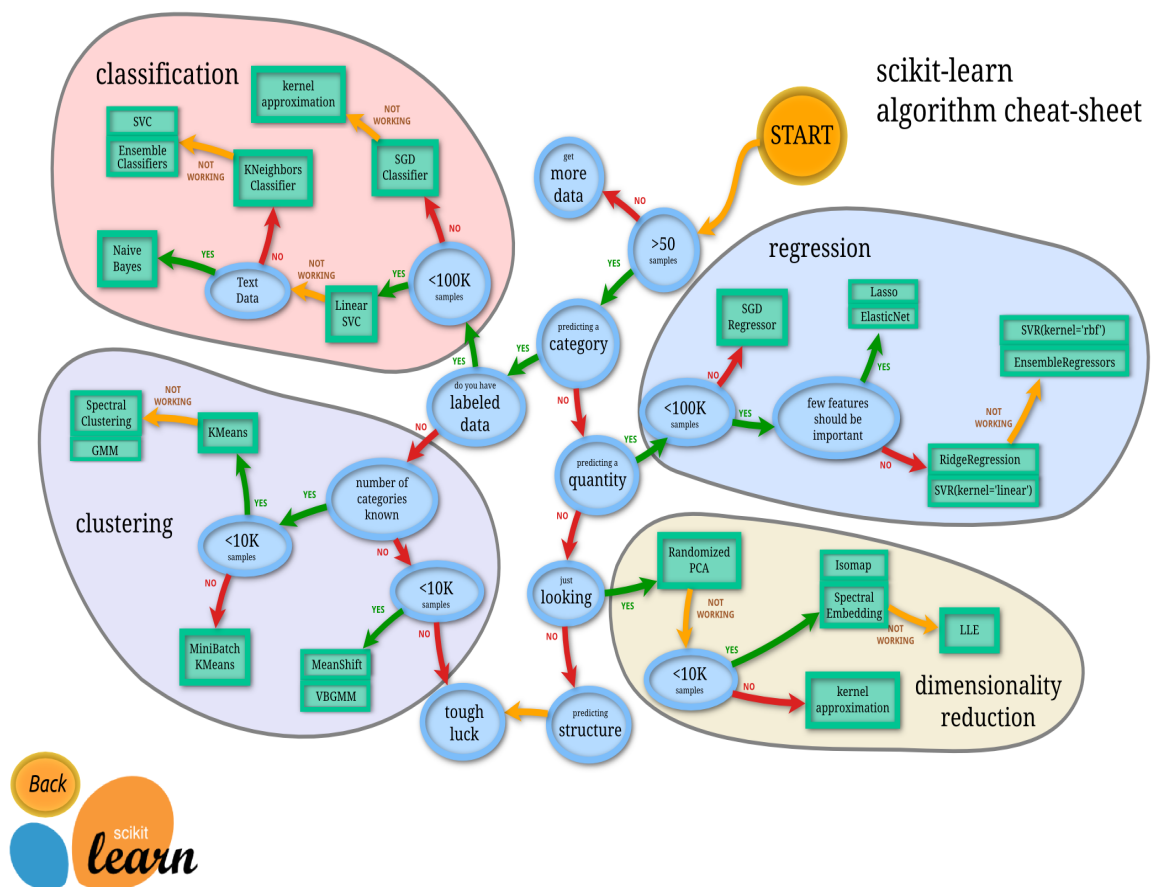 scikit-learn
algorithm cheat-sheet
START
classification
kernel
approximation
NOT
WORKING
SVC
Ensemble
Classifiers
NOT
WORKING
KNeighbors
Classifier
SGD
Classifier
NO
Naive
Bayes
YES
Text
Data
NO
NOT
WORKING
Linear
SVC
YES
<100K
samples
YES
get
more
data
NO
>50
samples
YES
predicting a
category
YES
do you have
labeled
data
NO
NO
predicting a
quantity
YES
NO
just
looking
YES
NO
predicting
structure
tough
luck
regression
SGD
Regressor
NO
<100K
samples
YES
Lasso
ElasticNet
YES
few features
should be
important
NO
SVR(kernel='rbf')
EnsembleRegressors
NOT
WORKING
RidgeRegression
SVR(kernel='linear')
clustering
Spectral
Clustering
GMM
NOT
WORKING
KMeans
YES
<10K
samples
NO
MiniBatch
KMeans
YES
number of
categories
known
NO
<10K
samples
YES
NO
MeanShift
VBGMM
dimensionality
reduction
Randomized
PCA
NOT
WORKING
<10K
samples
YES
NO
Isomap
Spectral
Embedding
NOT
WORKING
LLE
kernel
approximation
Back
scikit
learn